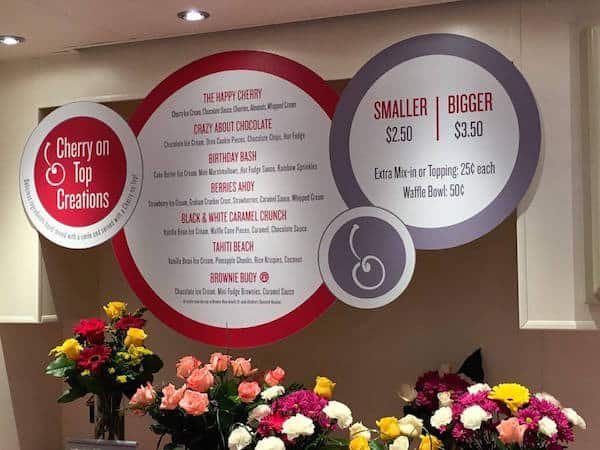 Cherry on
Top
Creations
THE HAPPY CHERRY
Cherry Ice Cream, Chocolate Sauce, Cherries, Almonds, Whipped Cream
CRAZY ABOUT CHOCOLATE
Chocolate Ice Cream, Oreo Cookie Pieces, Chocolate Chips, Hot Fudge
BIRTHDAY BASH
Cake Batter Ice Cream, Mini Marshmallows, Hot Fudge Sauce, Rainbow Sprinkles
BERRIES AHOY
Strawberry Ice Cream, Graham Cracker Crust, Strawberries, Caramel Sauce, Whipped Cream
BLACK & WHITE CARAMEL CRUNCH
Vanilla Bean Ice Cream, Waffle Cone Pieces, Caramel, Chocolate Sauce
TAHITI BEACH
Vanilla Bean Ice Cream, Pineapple Chunks, Rice Krispies, Coconut
BROWNIE BUOY
Chocolate Ice Cream, Mini Fudge Brownies, Caramel Sauce
SMALLER | BIGGER
$2.50 $3.50
Extra Mix-in or Topping: 25¢ each
Waffle Bowl: 50¢